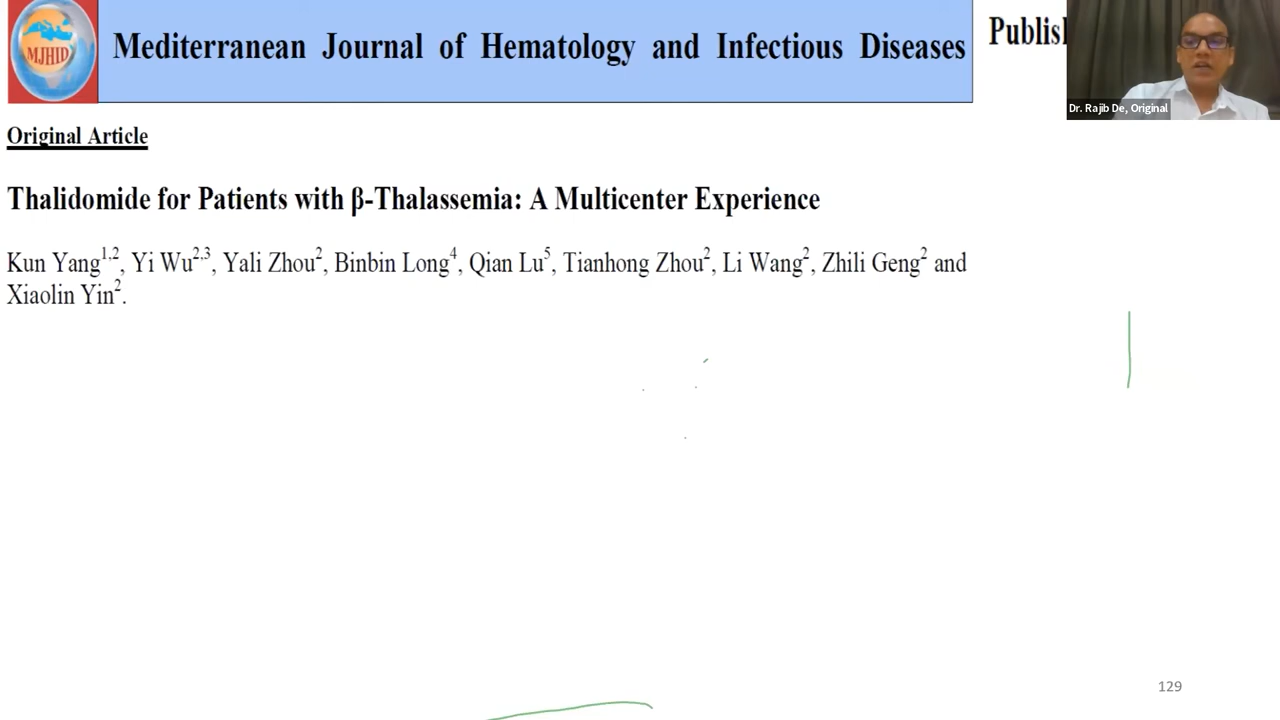 MJHID
Mediterranean Journal of Hematology and Infectious Diseases
Dr. Rajib De, Original
Original Article
Thalidomide for Patients with β-Thalassemia: A Multicenter Experience
Kun Yang1,2, Yi Wu2,3, Yali Zhou2, Binbin Long4, Qian Lu5, Tianhong Zhou2, Li Wang2, Zhili Geng2 and
Xiaolin Yin2.
129